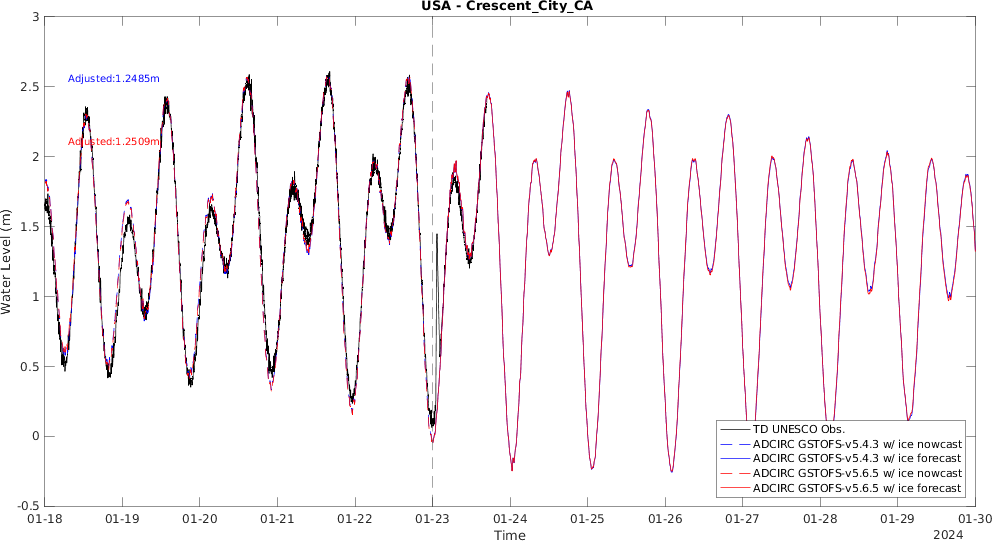 USA - Crescent_City_CA
3
2.5
2
1.5
1
0.5
0
-0.5
Water Level (m)
Adjusted:1.2485m
Adjusted:1.2509m
TD UNESCO Obs.
ADCIRC GSTOFS-v5.4.3 w/ ice nowcast
ADCIRC GSTOFS-v5.4.3 w/ ice forecast
ADCIRC GSTOFS-v5.6.5 w/ ice nowcast
ADCIRC GSTOFS-v5.6.5 w/ ice forecast
01-18 01-19 01-20 01-21 01-22 01-23 01-24 01-25 01-26 01-27 01-28 01-29 01-30
Time
2024